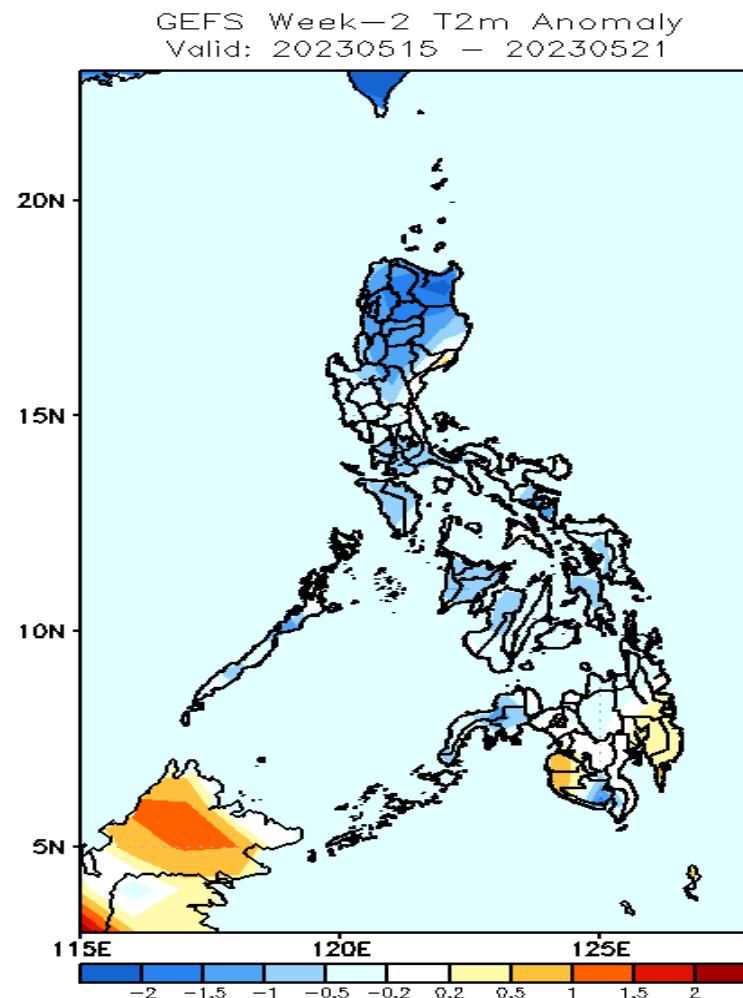 GEFS Week-2 T2m Anomaly
Valid: 20230515 - 20230521
20N
15N
10N
5N
115E 120E 125E
-2 -1.5 -1 -0.5 -0.2 0.2 0.5 1 1.5 2